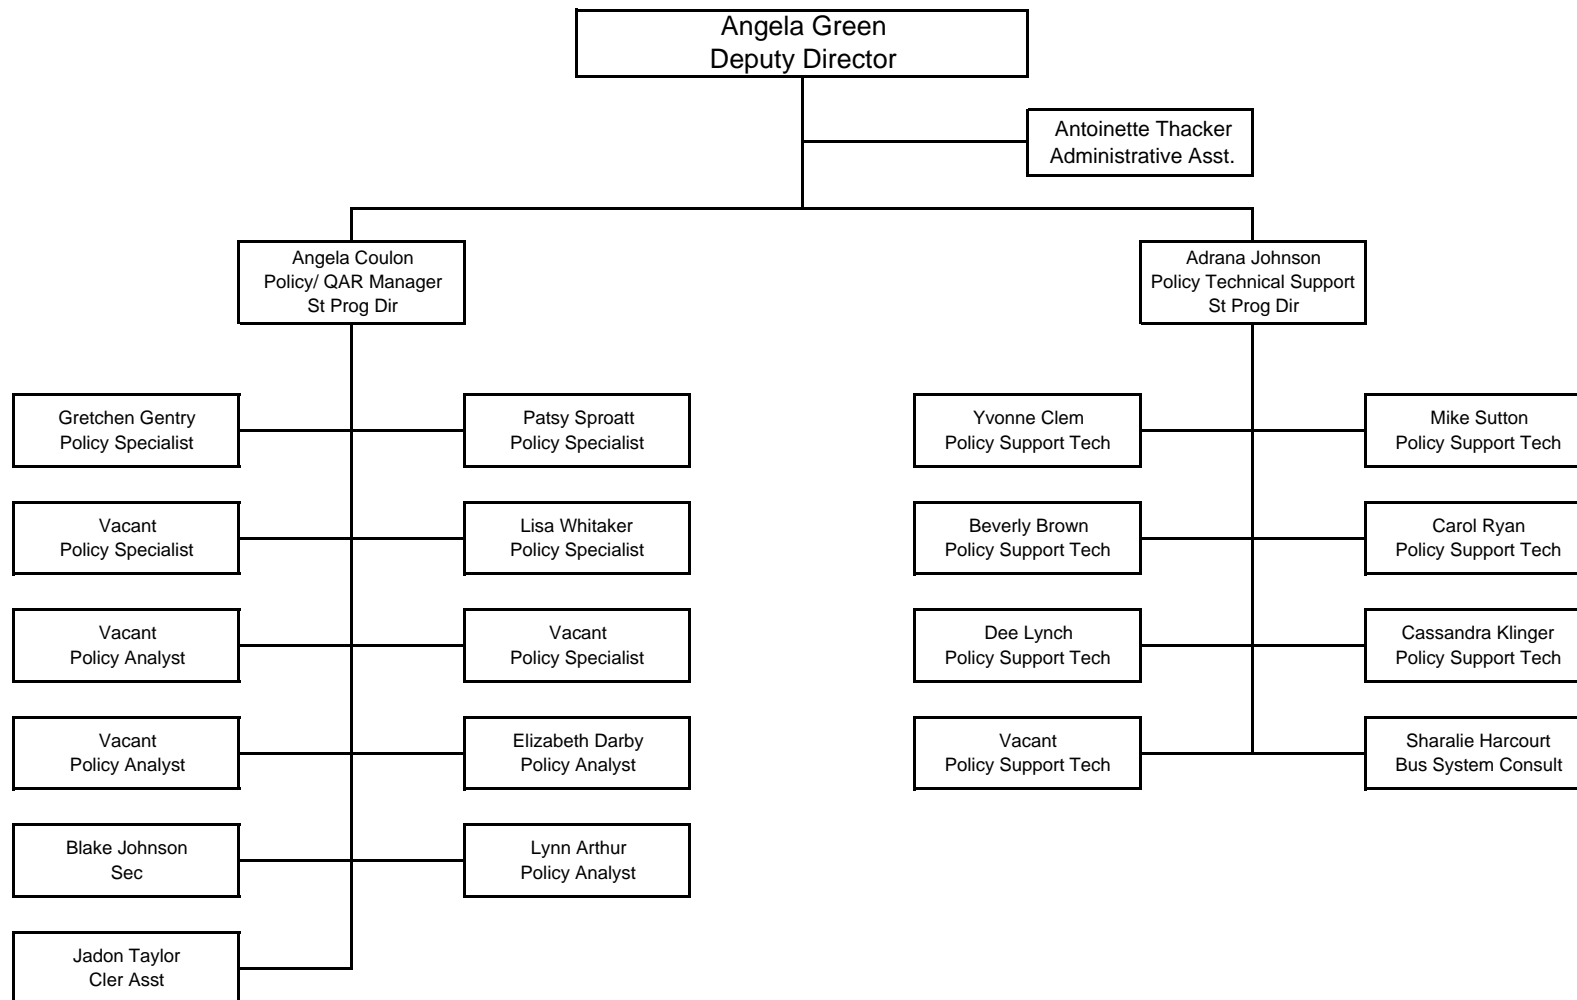 Angela Green
Deputy Director
Antoinette Thacker
Administrative Asst.
Angela Coulon
Policy/ QAR Manager
St Prog Dir
Adrana Johnson
Policy Technical Support
St Prog Dir
Gretchen Gentry
Policy Specialist
Patsy Sproatt
Policy Specialist
Yvonne Clem
Policy Support Tech
Mike Sutton
Policy Support Tech
Vacant
Policy Specialist
Lisa Whitaker
Policy Specialist
Beverly Brown
Policy Support Tech
Carol Ryan
Policy Support Tech
Vacant
Policy Analyst
Vacant
Policy Specialist
Dee Lynch
Policy Support Tech
Cassandra Klinger
Policy Support Tech
Vacant
Policy Analyst
Elizabeth Darby
Policy Analyst
Vacant
Policy Support Tech
Sharalie Harcourt
Bus System Consult
Blake Johnson
Sec
Lynn Arthur
Policy Analyst
Jadon Taylor
Cler Asst